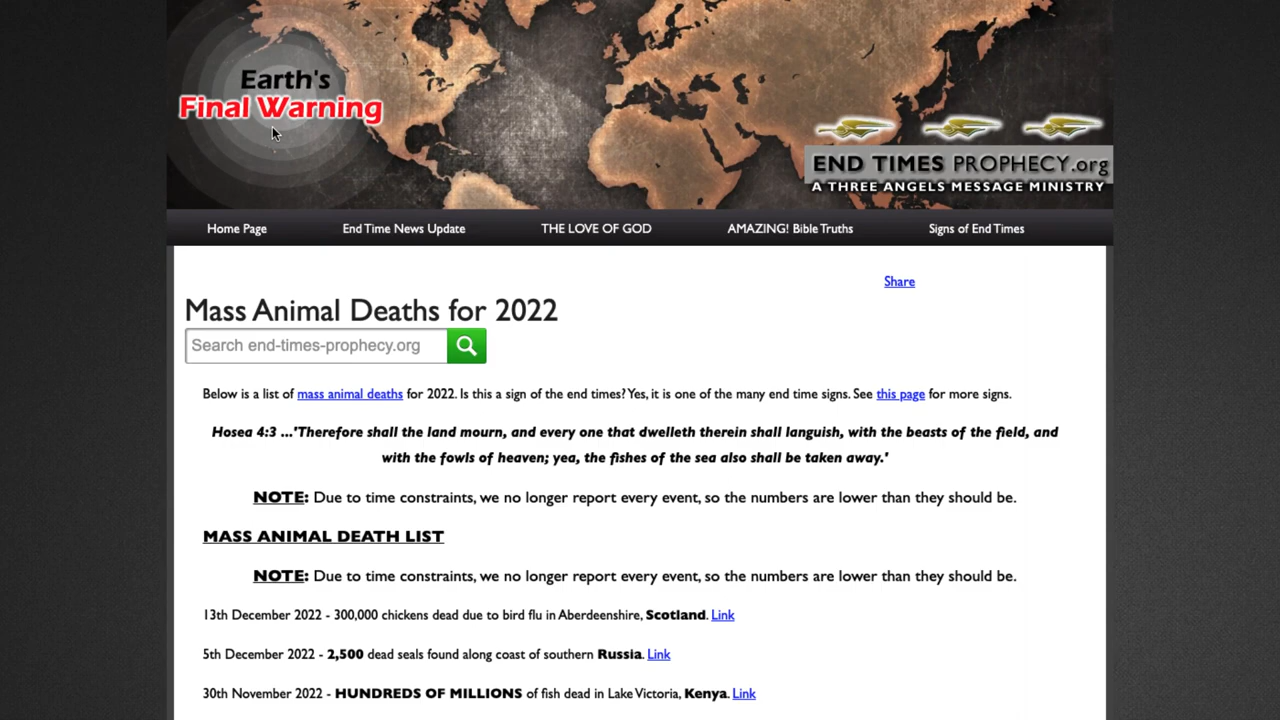 Earth's
Final Warning
END TIMES PROPHECY.org
A THREE ANGELS MESSAGE MINISTRY
Home Page End Time News Update THE LOVE OF GOD AMAZING! Bible Truths Signs of End Times
Share
Mass Animal Deaths for 2022
Search end-times-prophecy.org
Below is a list of mass animal deaths for 2022. Is this a sign of the end times? Yes, it is one of the many end time signs. See this page for more signs.
Hosea 4:3 ...'Therefore shall the land mourn, and every one that dwelleth therein shall languish, with the beasts of the field, and
with the fowls of heaven; yea, the fishes of the sea also shall be taken away.'
NOTE: Due to time constraints, we no longer report every event, so the numbers are lower than they should be.
MASS ANIMAL DEATH LIST
NOTE: Due to time constraints, we no longer report every event, so the numbers are lower than they should be.
13th December 2022 - 300,000 chickens dead due to bird flu in Aberdeenshire, Scotland. Link
5th December 2022 - 2,500 dead seals found along coast of southern Russia. Link
30th November 2022 - HUNDREDS OF MILLIONS of fish dead in Lake Victoria, Kenya. Link